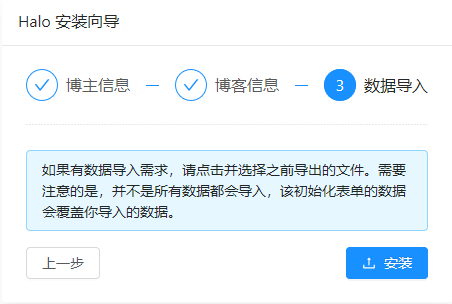 Halo 安装向导
博主信息 博客信息 3 数据导入
如果有数据导入需求，请点击并选择之前导出的文件。需要
注意的是，并不是所有数据都会导入，该初始化表单的数据
会覆盖你导入的数据。
上一步 安装